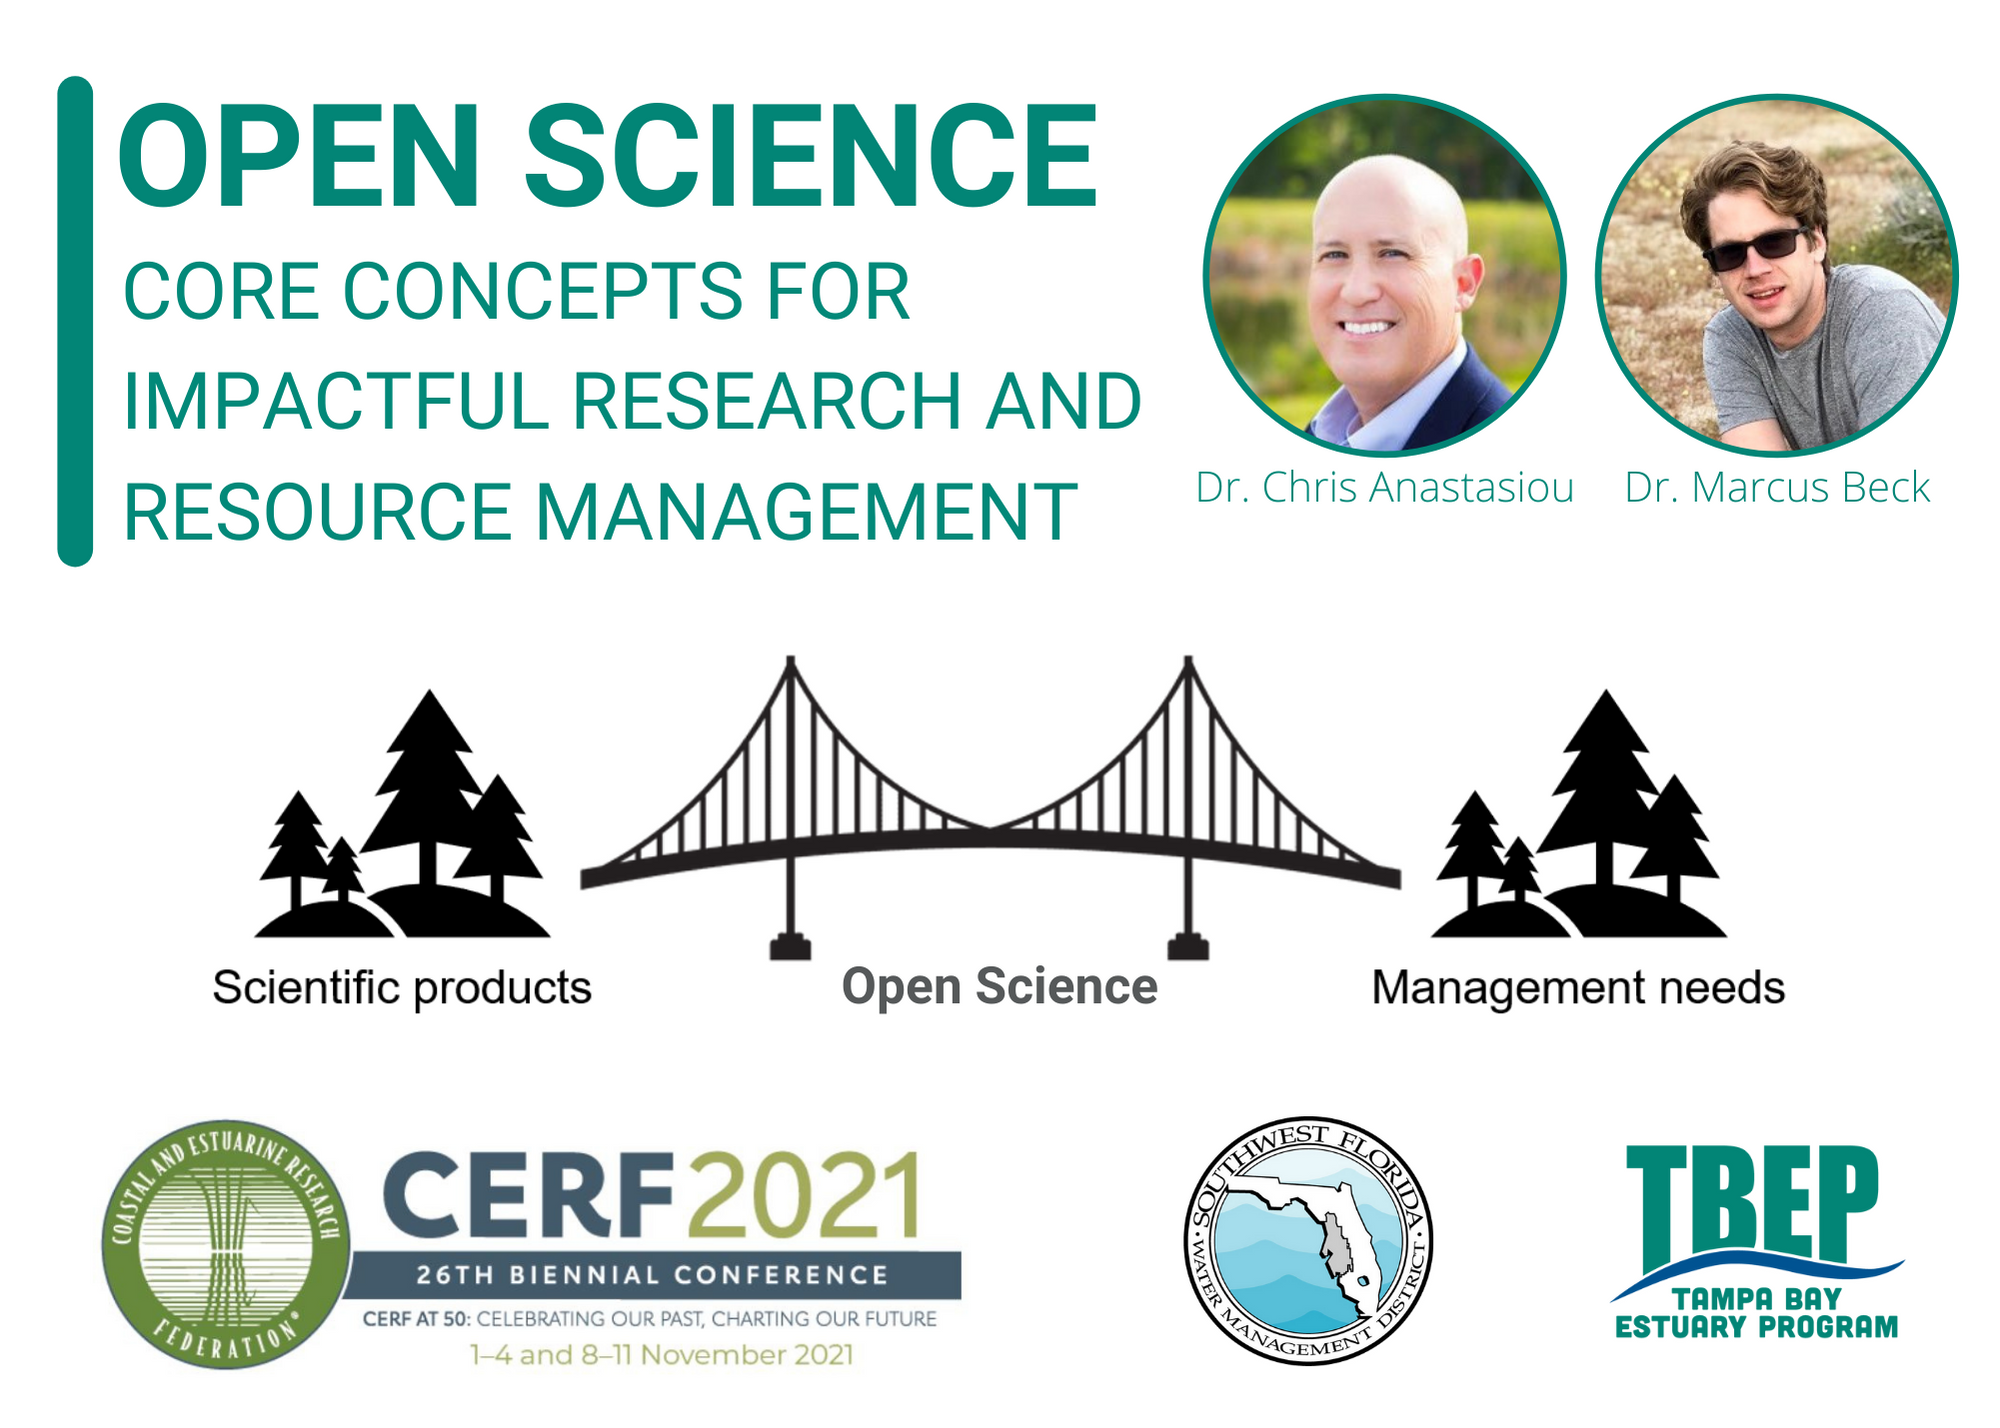 OPEN SCIENCE
CORE CONCEPTS FOR
IMPACTFUL RESEARCH AND
RESOURCE MANAGEMENT
Dr. Chris Anastasiou
Dr. Marcus Beck
Scientific products
Open Science
Management needs
COASTAL AND ESTUARINE RESEARCH
FEDERATION®
CERF2021
26TH BIENNIAL CONFERENCE
CERF AT 50: CELEBRATING OUR PAST, CHARTING OUR FUTURE
1–4 and 8–11 November 2021
SOUTHWEST FLORIDA
• WATER MANAGEMENT DISTRICT •
TBEP
TAMPA BAY
ESTUARY PROGRAM